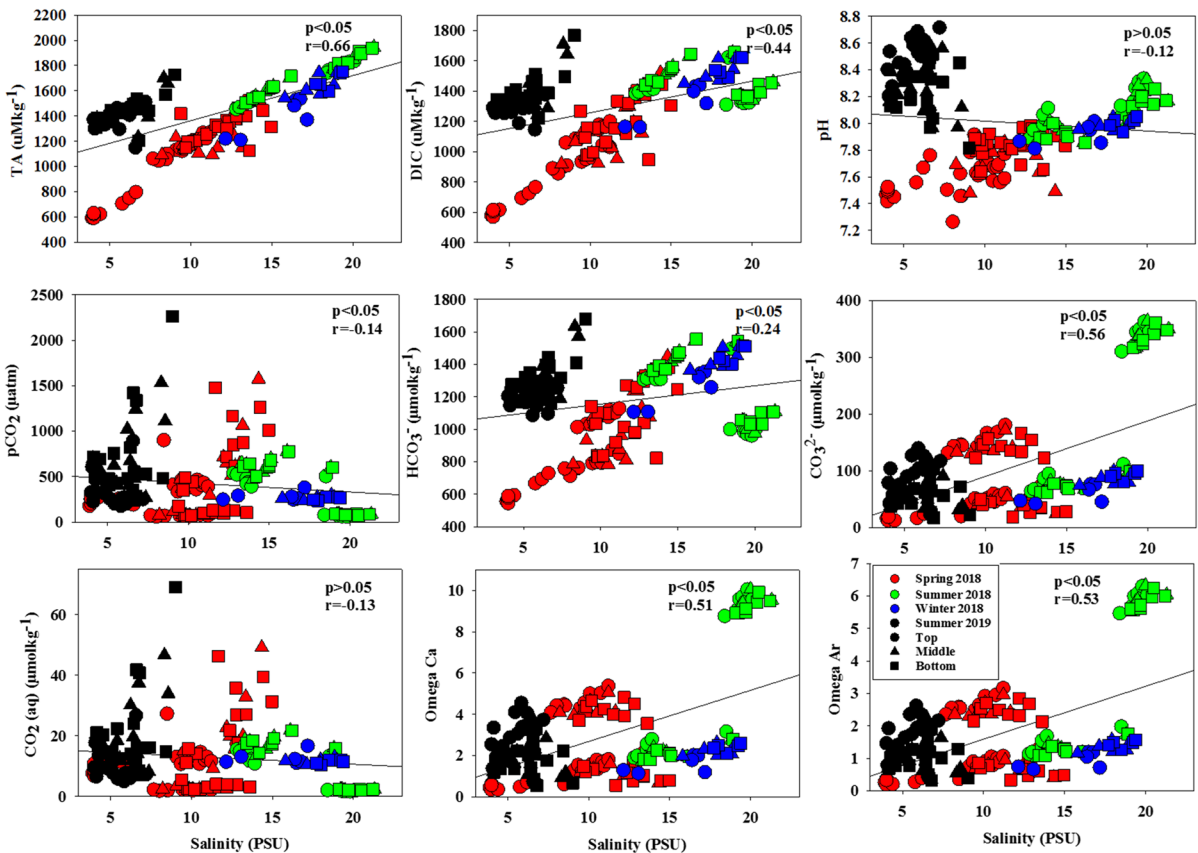 2200
2000
1800
1600
1400
1200
1000
800
600
400
TA (uMkg⁻¹)
5 10 15 20
p<0.05
r=0.66
2000
1800
1600
1400
1200
1000
800
600
400
DIC (uMkg⁻¹)
5 10 15 20
p<0.05
r=0.44
8.8
8.6
8.4
8.2
8.0
7.8
7.6
7.4
7.2
pH
5 10 15 20
p>0.05
r=-0.12
2500
2000
1500
1000
500
0
pCO₂ (µatm)
5 10 15 20
p<0.05
r=-0.14
1800
1600
1400
1200
1000
800
600
400
HCO₃⁻ (µmolkg⁻¹)
5 10 15 20
p<0.05
r=0.24
400
300
200
100
0
CO₃²⁻ (µmolkg⁻¹)
5 10 15 20
p<0.05
r=0.56
60
40
20
0
CO₂ (aq) (µmolkg⁻¹)
5 10 15 20
Salinity (PSU)
p>0.05
r=-0.13
10
8
6
4
2
0
Omega Ca
5 10 15 20
Salinity (PSU)
p<0.05
r=0.51
7
6
5
4
3
2
1
0
Omega Ar
5 10 15 20
Salinity (PSU)
p<0.05
r=0.53
Spring 2018
Summer 2018
Winter 2018
Summer 2019
Top
Middle
Bottom